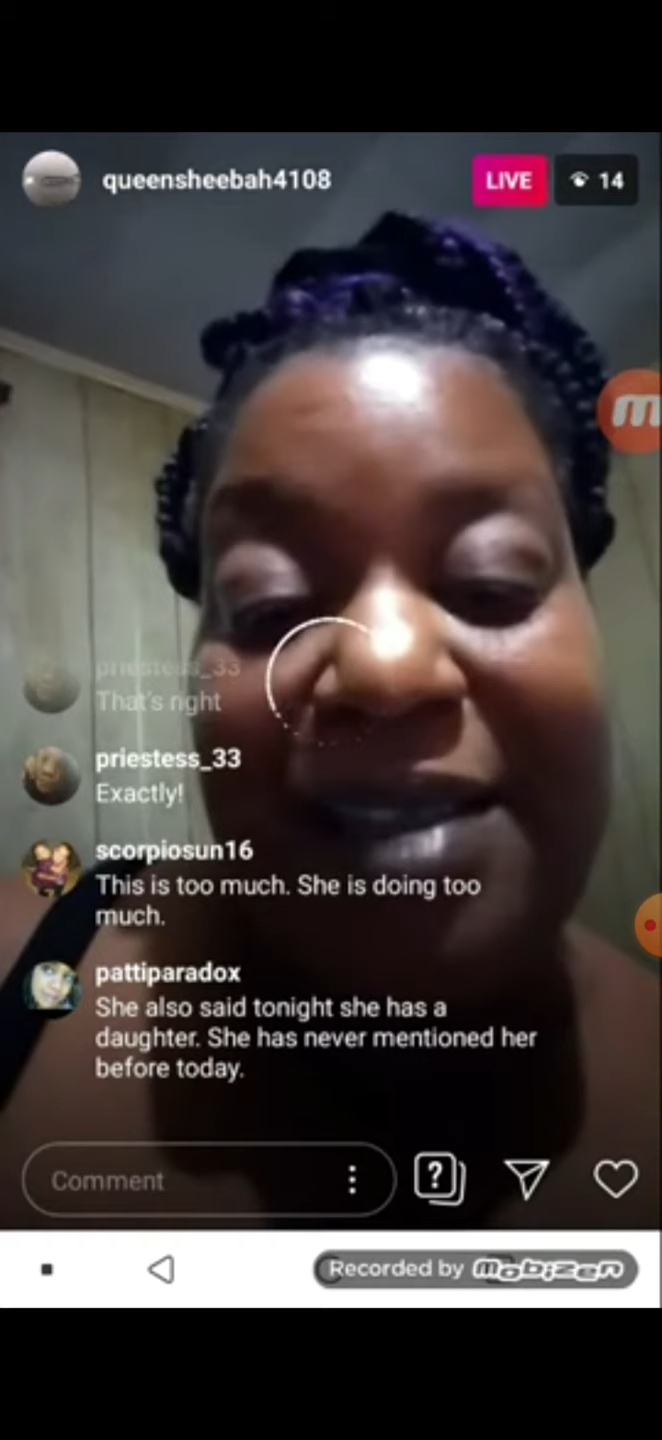 queensheebah4108
LIVE
14
priestess_33
That's right
priestess_33
Exactly!
scorpiosun16
This is too much. She is doing too
much.
pattiparadox
She also said tonight she has a
daughter. She has never mentioned her
before today.
Comment
?
Recorded by mobizen